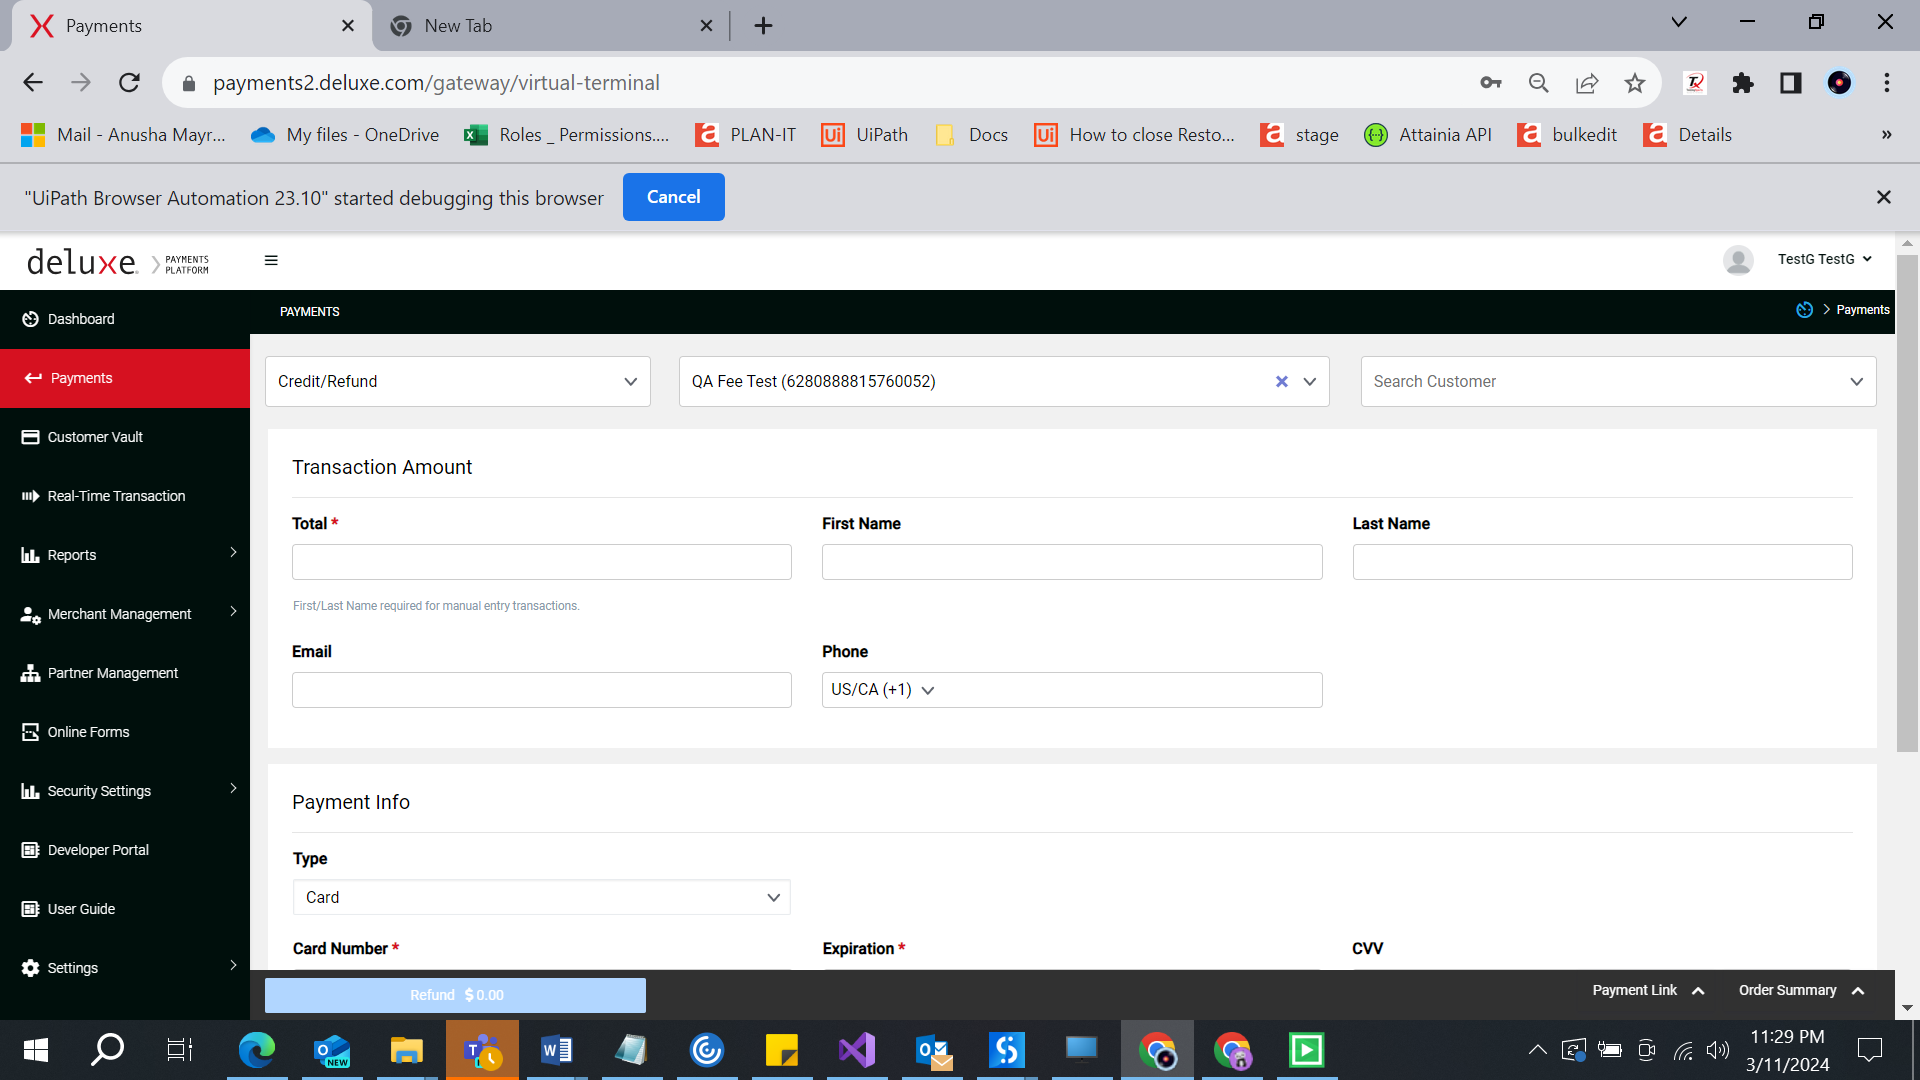 Payments
New Tab
payments2.deluxe.com/gateway/virtual-terminal
Mail - Anusha Mayr...
My files - OneDrive
Roles _ Permissions....
PLAN-IT
UiPath
Docs
How to close Resto...
stage
Attainia API
bulkedit
Details
»
"UiPath Browser Automation 23.10" started debugging this browser
Cancel
deluxe. PAYMENTS PLATFORM
TestG TestG
Dashboard
Payments
Customer Vault
Real-Time Transaction
Reports
Merchant Management
Partner Management
Online Forms
Security Settings
Developer Portal
User Guide
Settings
PAYMENTS
Payments
Credit/Refund
QA Fee Test (6280888815760052)
Search Customer
Transaction Amount
Total *
First Name
Last Name
First/Last Name required for manual entry transactions.
Email
Phone
US/CA (+1)
Payment Info
Type
Card
Card Number *
Expiration *
CVV
Refund $ 0.00
Payment Link
Order Summary
11:29 PM
3/11/2024